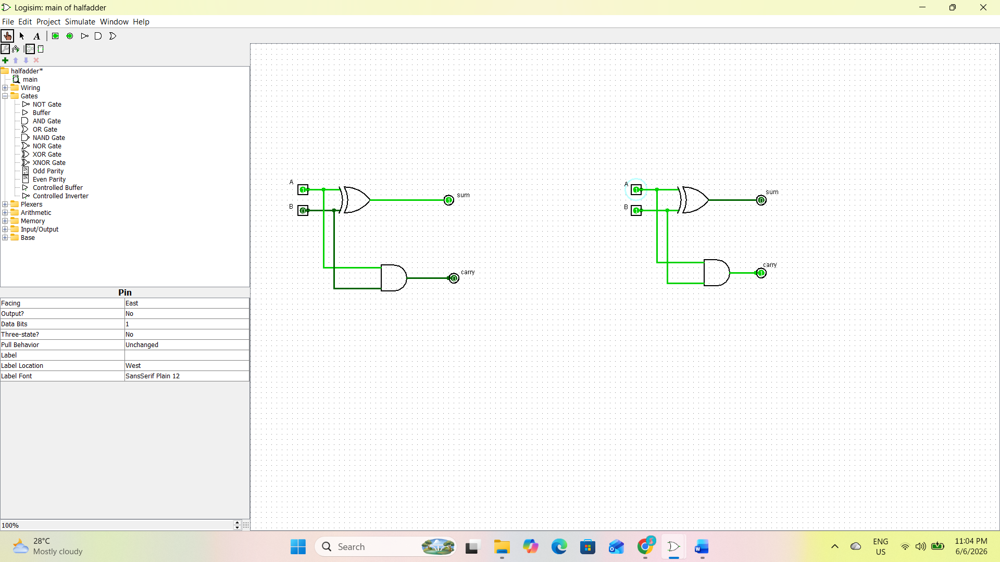 Logisim: main of halfadder
File Edit Project Simulate Window Help
A
halfadder*
main
Wiring
Gates
NOT Gate
Buffer
AND Gate
OR Gate
NAND Gate
NOR Gate
XOR Gate
XNOR Gate
Odd Parity
Even Parity
Controlled Buffer
Controlled Inverter
Plexers
Arithmetic
Memory
Input/Output
Base
Pin
Facing East
Output? No
Data Bits 1
Three-state? No
Pull Behavior Unchanged
Label
Label Location West
Label Font SansSerif Plain 12
100%
A
1
B
0
sum
1
carry
0
A
1
B
1
sum
0
carry
1
28°C
Mostly cloudy
Search
ENG
US
11:04 PM
6/6/2026